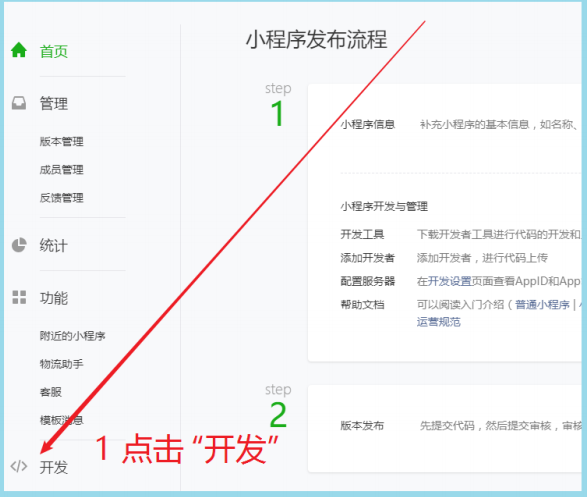 首页
管理
版本管理
成员管理
反馈管理
统计
功能
附近的小程序
物流助手
客服
模板消息
开发
小程序发布流程
step
1
小程序信息 补充小程序的基本信息，如名称、
小程序开发与管理
开发工具 下载开发者工具进行代码的开发和
添加开发者 添加开发者，进行代码上传
配置服务器 在开发设置页面查看AppID和App
帮助文档 可以阅读入门介绍（普通小程序 |
运营规范
step
2
版本发布 先提交代码，然后提交审核，审核
1 点击 “开发”